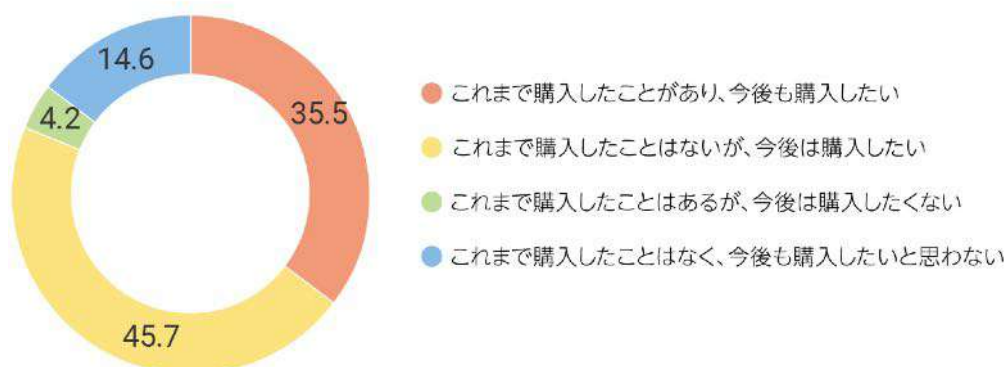 14.6
35.5
4.2
45.7
これまで購入したことがあり、今後も購入したい
これまで購入したことはないが、今後は購入したい
これまで購入したことはあるが、今後は購入したくない
これまで購入したことはなく、今後も購入したいと思わない